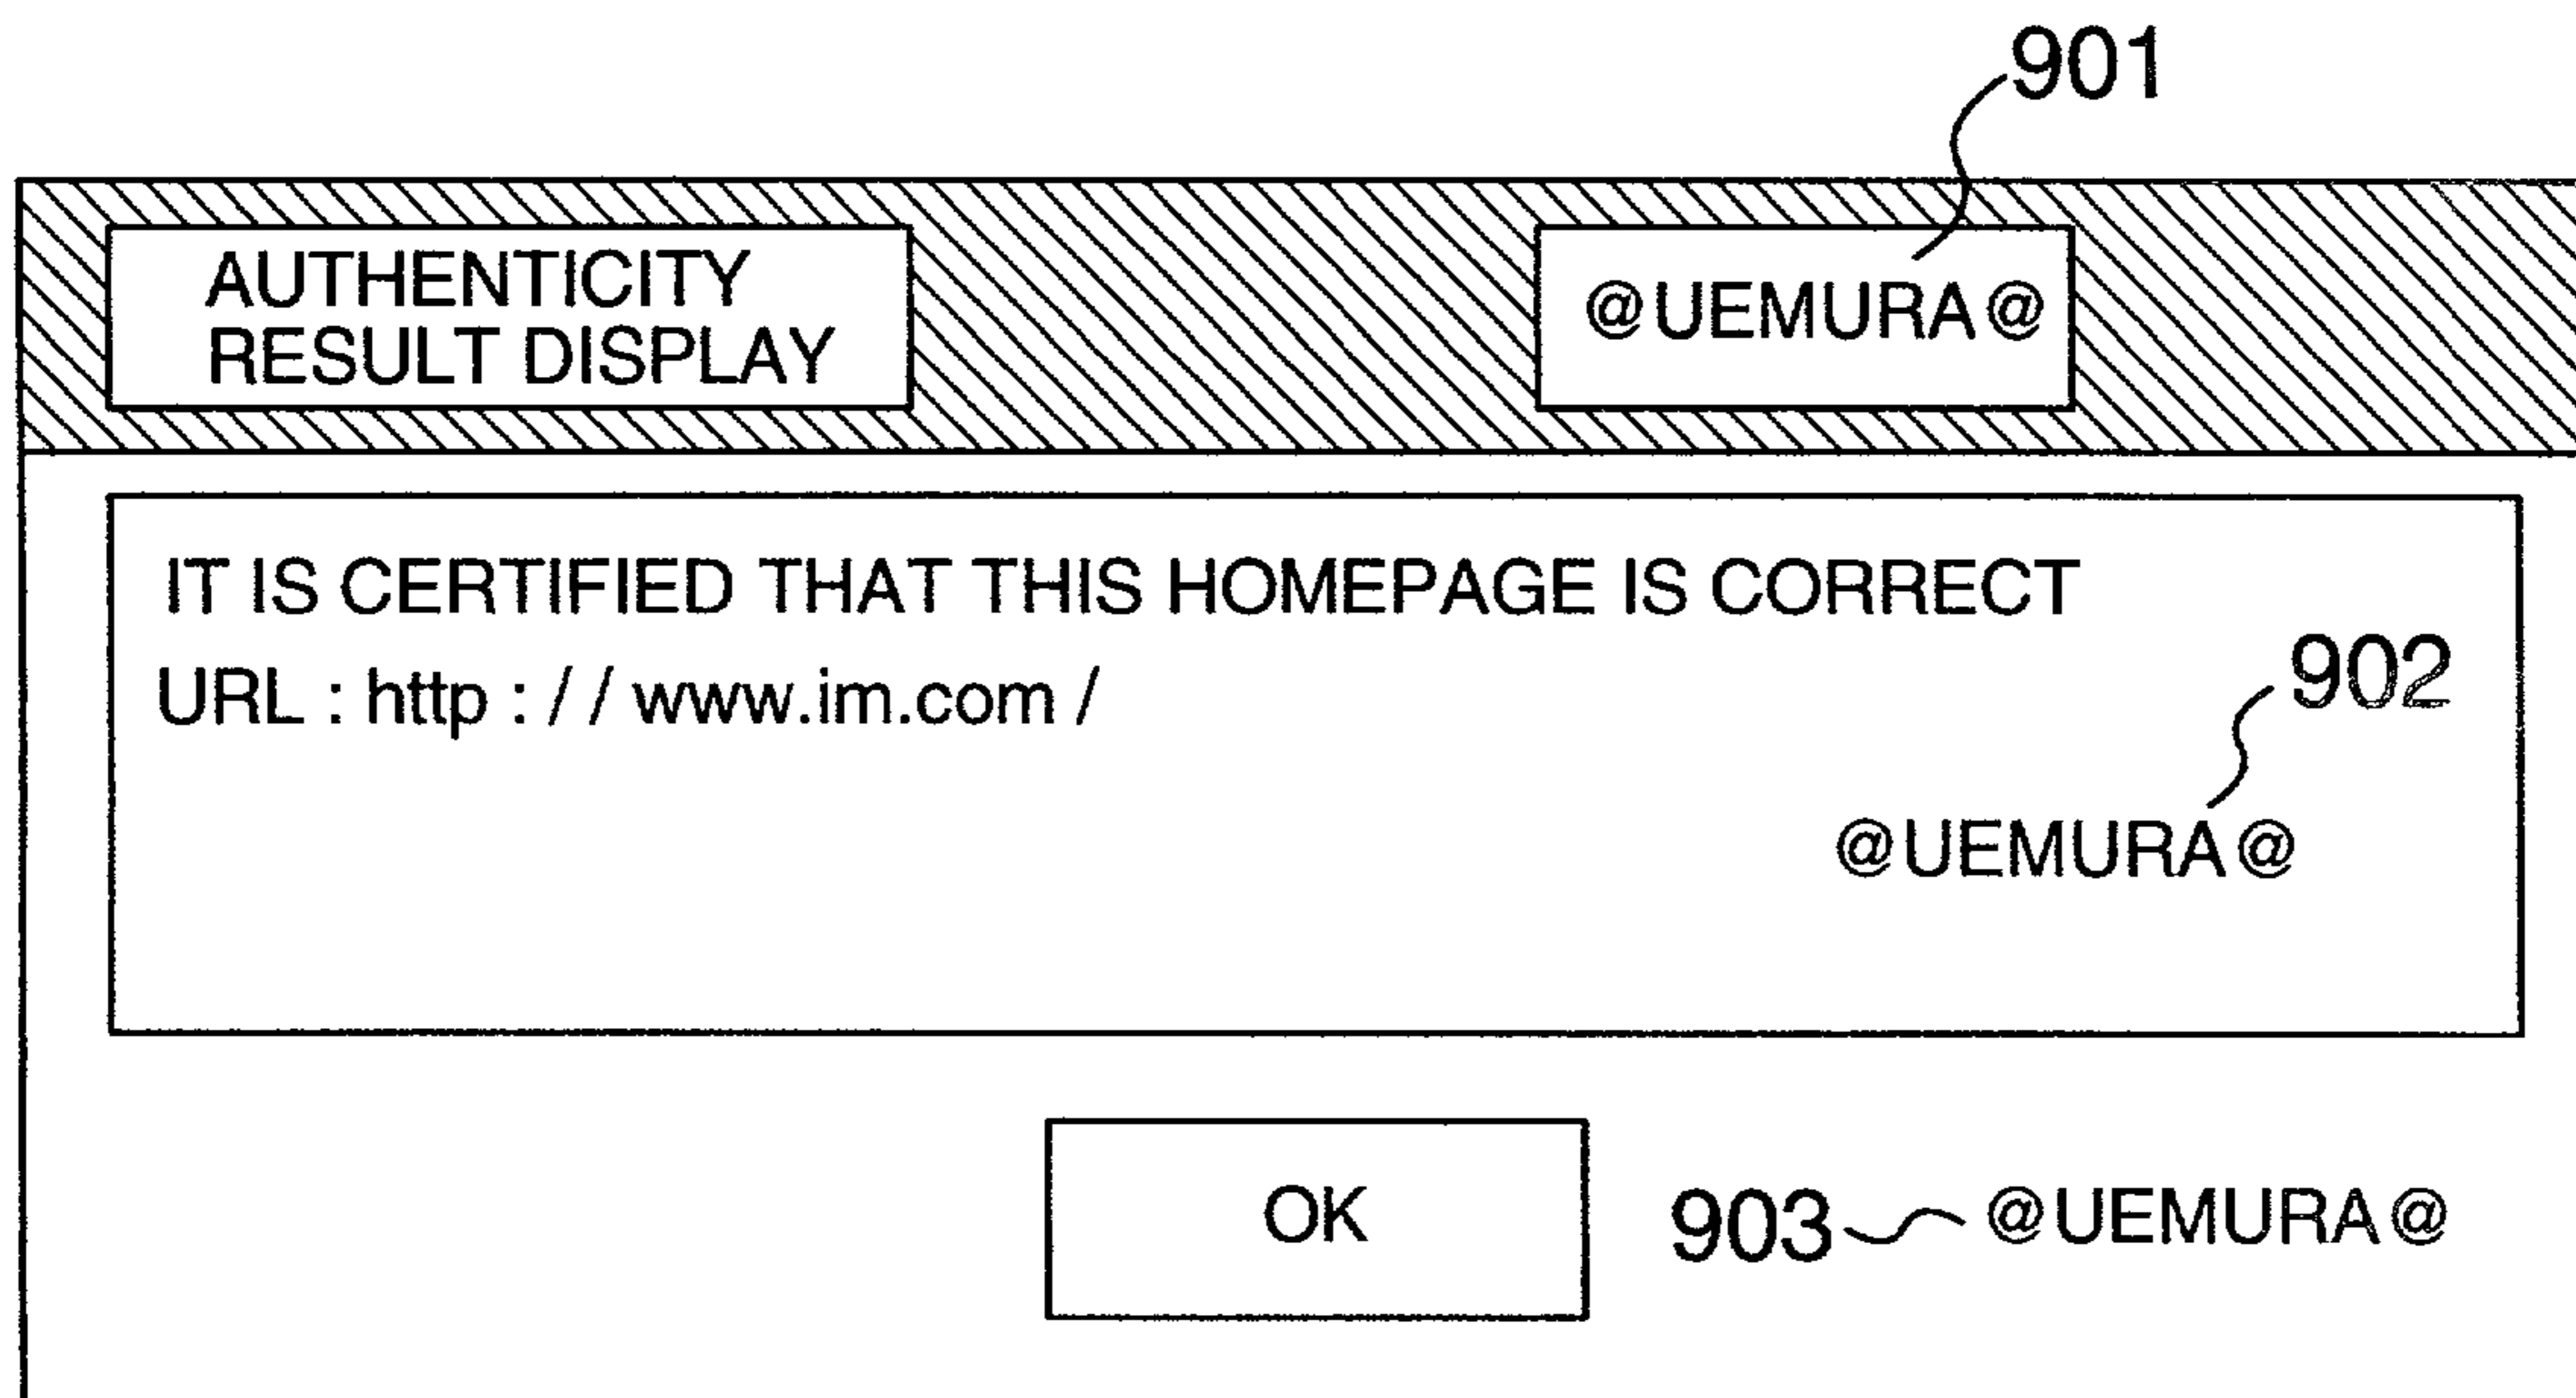 901
AUTHENTICITY
RESULT DISPLAY
@UEMURA@
IT IS CERTIFIED THAT THIS HOMEPAGE IS CORRECT
URL : http : / / www.im.com /
902
@UEMURA@
OK
903
@UEMURA@